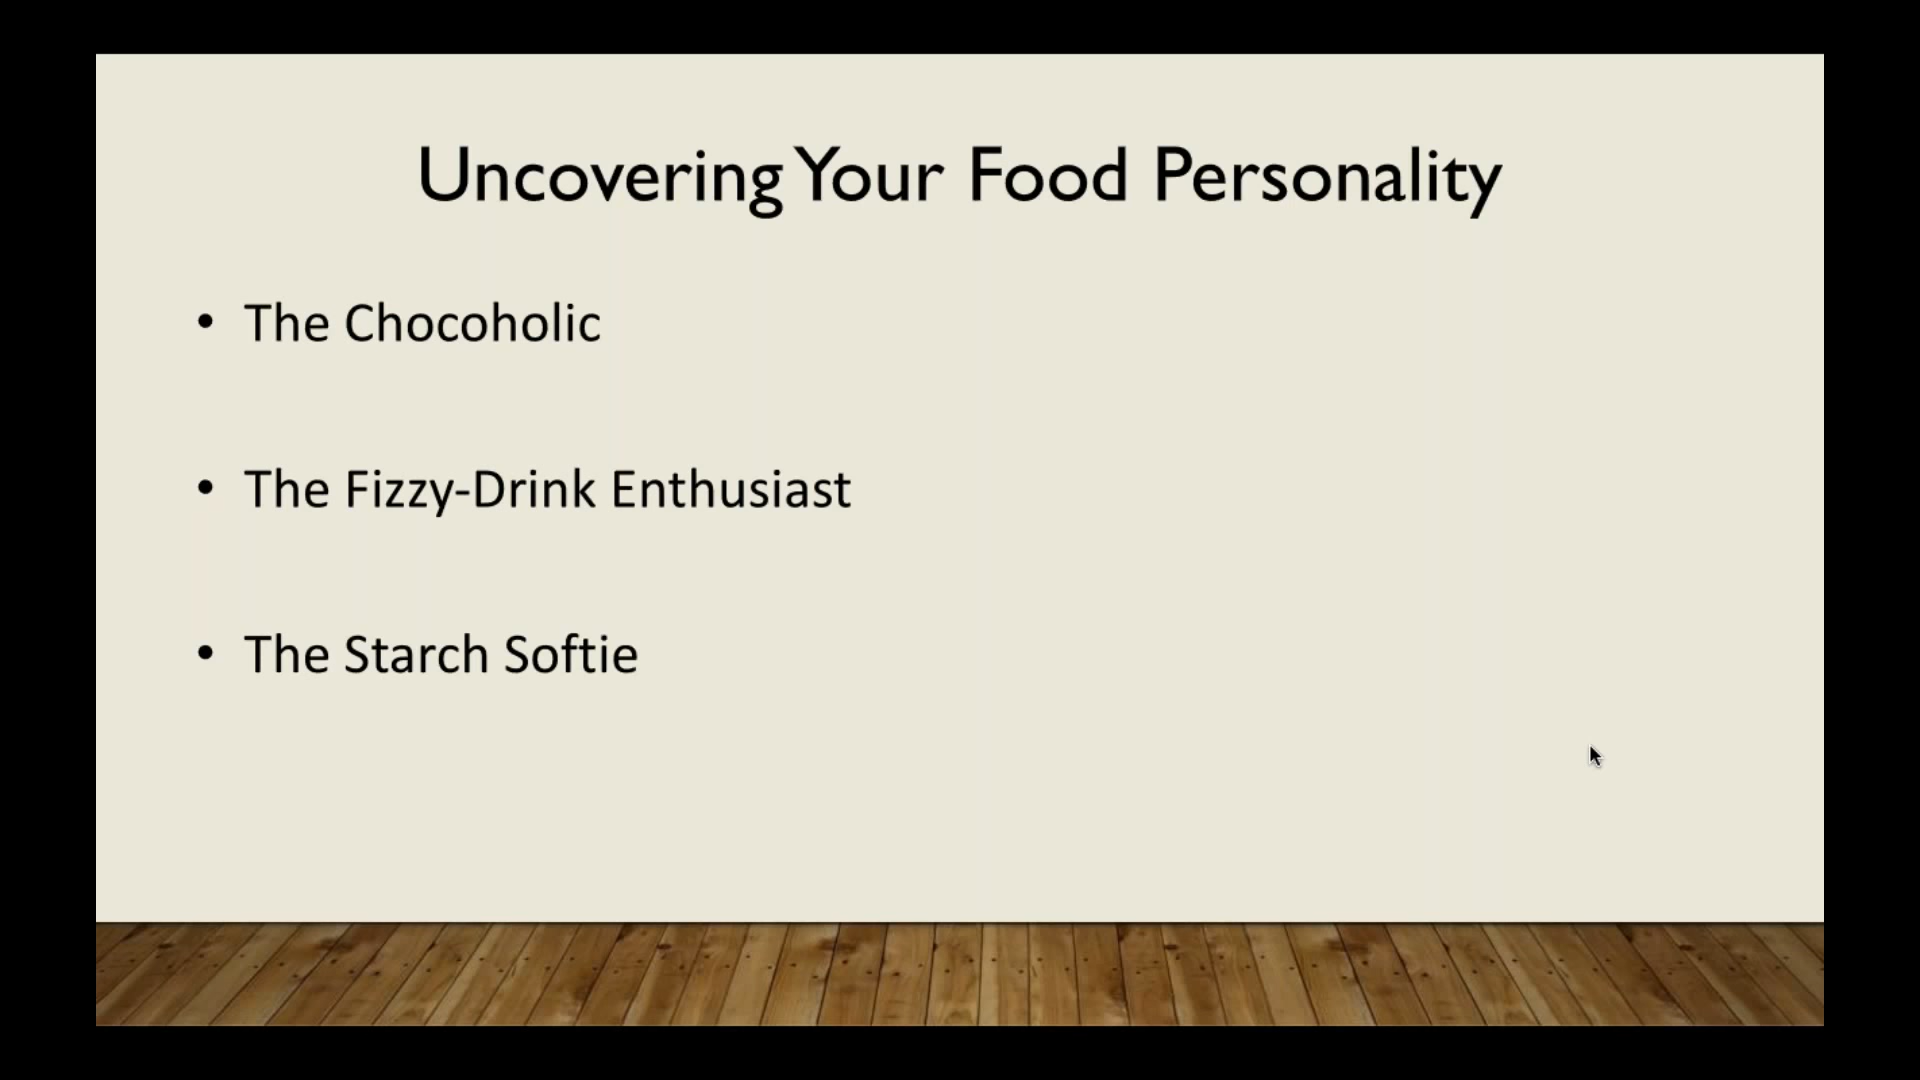 Uncovering Your Food Personality
• The Chocoholic
• The Fizzy-Drink Enthusiast
• The Starch Softie